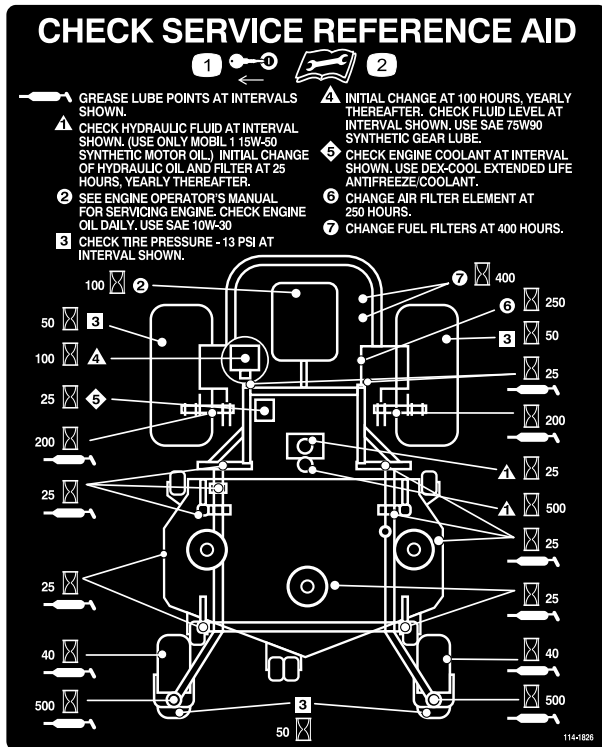 CHECK SERVICE REFERENCE AID
1 2
GREASE LUBE POINTS AT INTERVALS
SHOWN.
1 CHECK HYDRAULIC FLUID AT INTERVAL
SHOWN. (USE ONLY MOBIL 1 15W-50
SYNTHETIC MOTOR OIL.) INITIAL CHANGE
OF HYDRAULIC OIL AND FILTER AT 25
HOURS, YEARLY THEREAFTER.
2 SEE ENGINE OPERATOR'S MANUAL
FOR SERVICING ENGINE. CHECK ENGINE
OIL DAILY. USE SAE 10W-30
3 CHECK TIRE PRESSURE - 13 PSI AT
INTERVAL SHOWN.
4 INITIAL CHANGE AT 100 HOURS, YEARLY
THEREAFTER. CHECK FLUID LEVEL AT
INTERVAL SHOWN. USE SAE 75W90
SYNTHETIC GEAR LUBE.
5 CHECK ENGINE COOLANT AT INTERVAL
SHOWN. USE DEX-COOL EXTENDED LIFE
ANTIFREEZE/COOLANT.
6 CHANGE AIR FILTER ELEMENT AT
250 HOURS.
7 CHANGE FUEL FILTERS AT 400 HOURS.
100 2
7 400
6 250
50 3
3 50
100 4
25
25 5
200
200
1 25
25
1 500
25
25
25
40
40
500
500
3
50
114-1826